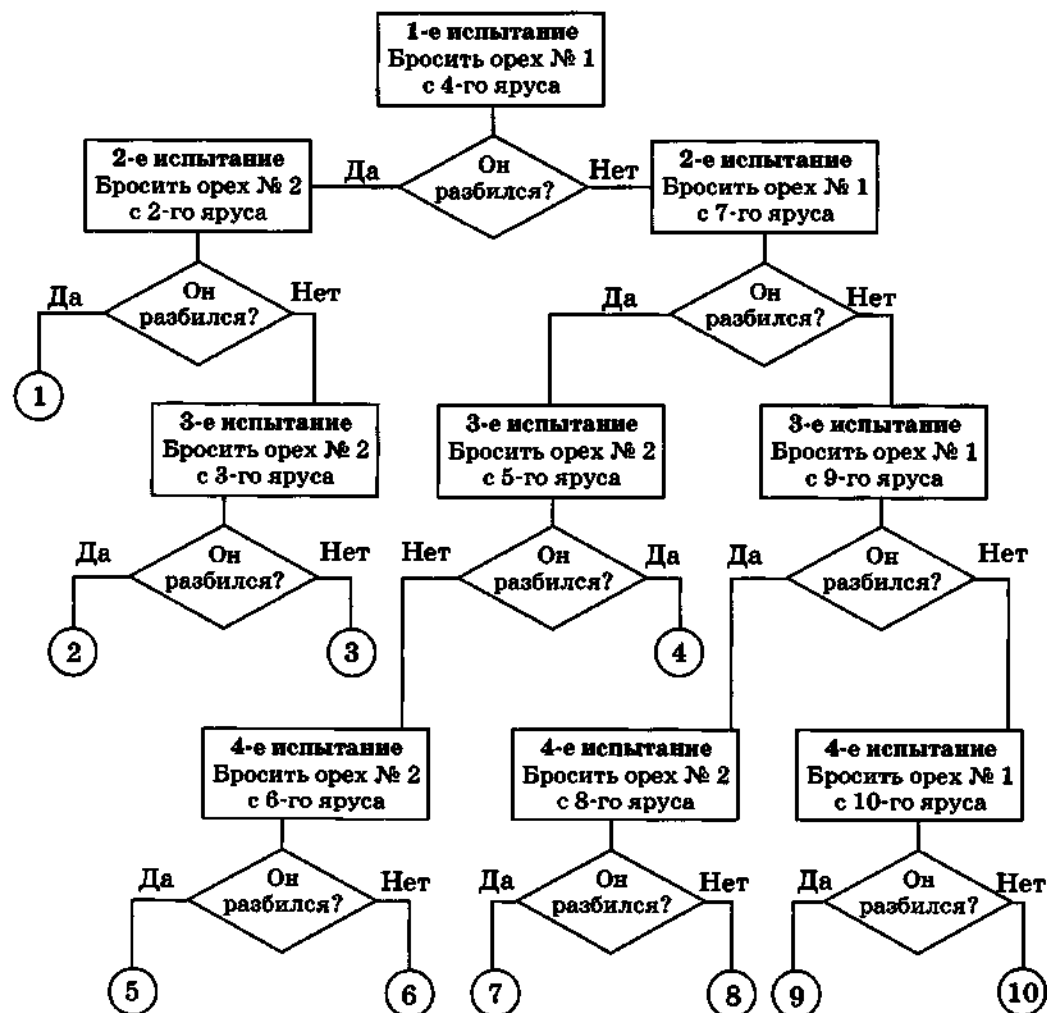 1-е испытание
Бросить орех № 1
с 4-го яруса
2-е испытание
Бросить орех № 2
с 2-го яруса
Да
Он
разбился?
Нет
2-е испытание
Бросить орех № 1
с 7-го яруса
Да
Он
разбился?
Нет
Да
Он
разбился?
Нет
1
3-е испытание
Бросить орех № 2
с 3-го яруса
3-е испытание
Бросить орех № 2
с 5-го яруса
3-е испытание
Бросить орех № 1
с 9-го яруса
Да
Он
разбился?
Нет
Нет
Он
разбился?
Да
Да
Он
разбился?
Нет
2
3
4
4-е испытание
Бросить орех № 2
с 6-го яруса
4-е испытание
Бросить орех № 2
с 8-го яруса
4-е испытание
Бросить орех № 1
с 10-го яруса
Да
Он
разбился?
Нет
Да
Он
разбился?
Нет
Да
Он
разбился?
Нет
5
6
7
8
9
10